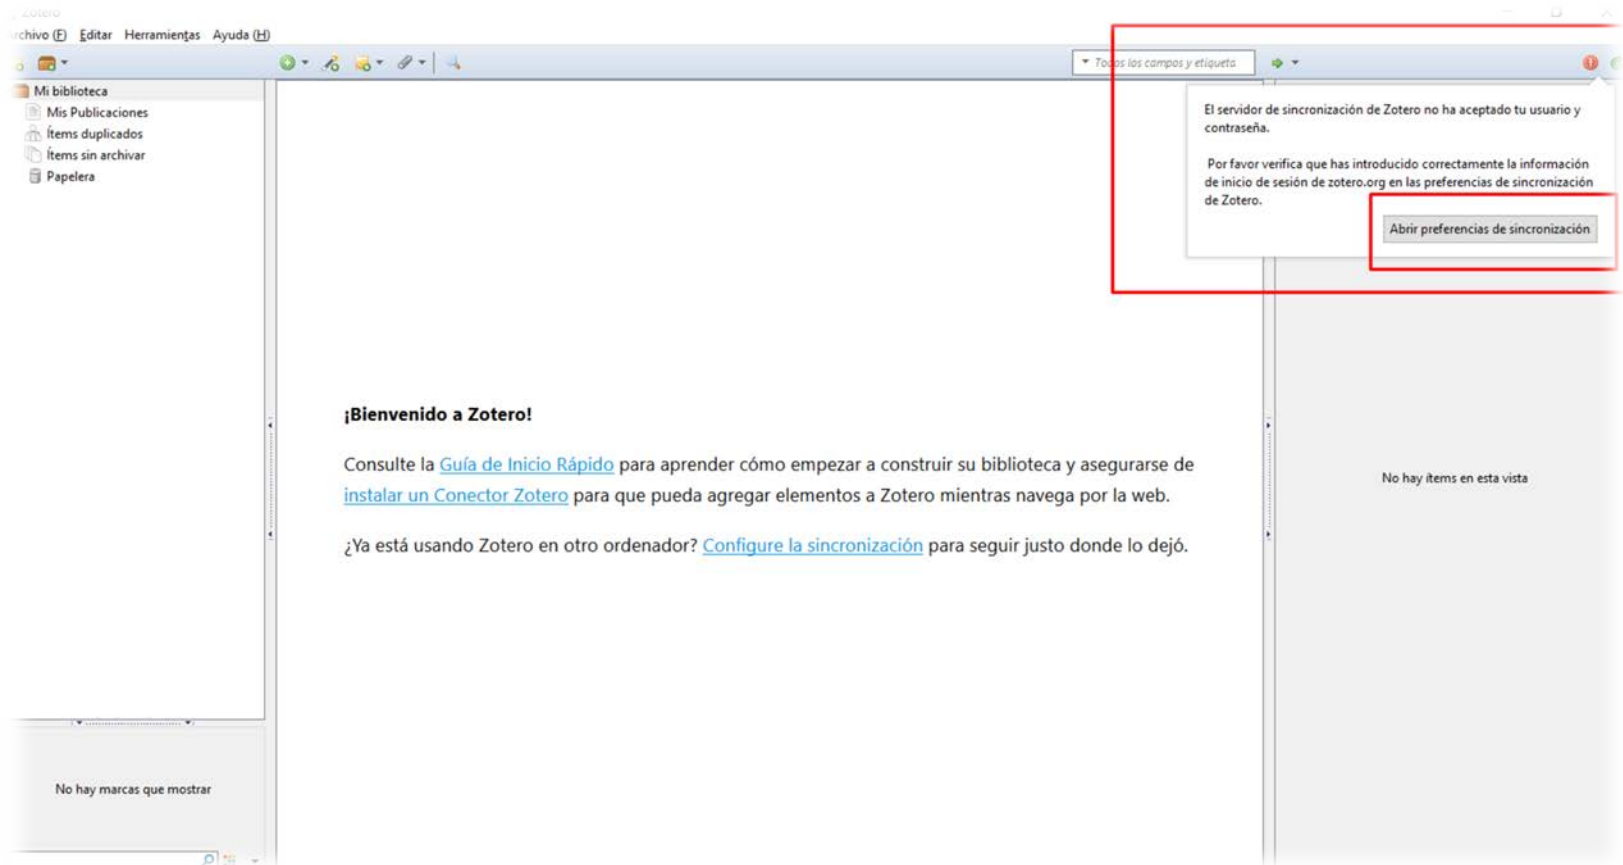 Zotero
rchivo (F) Editar Herramientas Ayuda (H)
Todos los campos y etiqueta
Mi biblioteca
Mis Publicaciones
Ítems duplicados
Ítems sin archivar
Papelera
El servidor de sincronización de Zotero no ha aceptado tu usuario y
contraseña.
Por favor verifica que has introducido correctamente la información
de inicio de sesión de zotero.org en las preferencias de sincronización
de Zotero.
Abrir preferencias de sincronización
¡Bienvenido a Zotero!
Consulte la Guía de Inicio Rápido para aprender cómo empezar a construir su biblioteca y asegurarse de
instalar un Conector Zotero para que pueda agregar elementos a Zotero mientras navega por la web.
¿Ya está usando Zotero en otro ordenador? Configure la sincronización para seguir justo donde lo dejó.
No hay ítems en esta vista
No hay marcas que mostrar